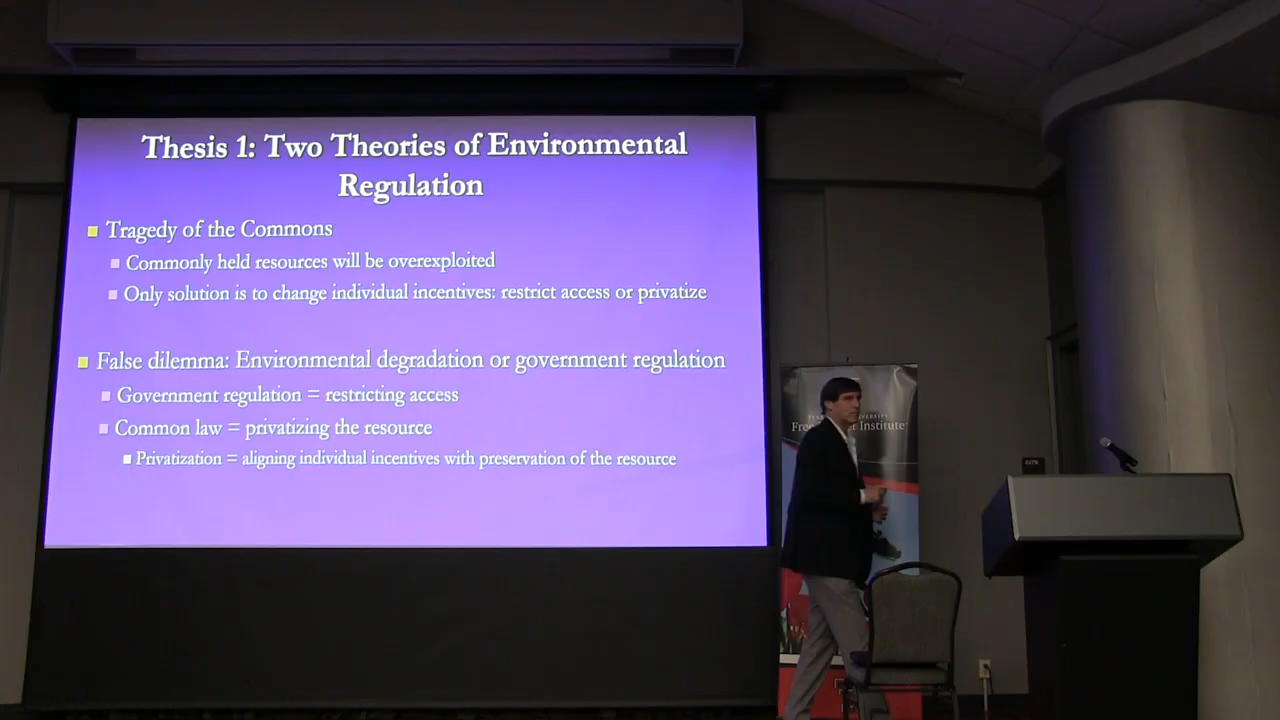 Thesis 1: Two Theories of Environmental
Regulation
Tragedy of the Commons
Commonly held resources will be overexploited
Only solution is to change individual incentives: restrict access or privatize
False dilemma: Environmental degradation or government regulation
Government regulation = restricting access
Common law = privatizing the resource
Privatization = aligning individual incentives with preservation of the resource
Institute